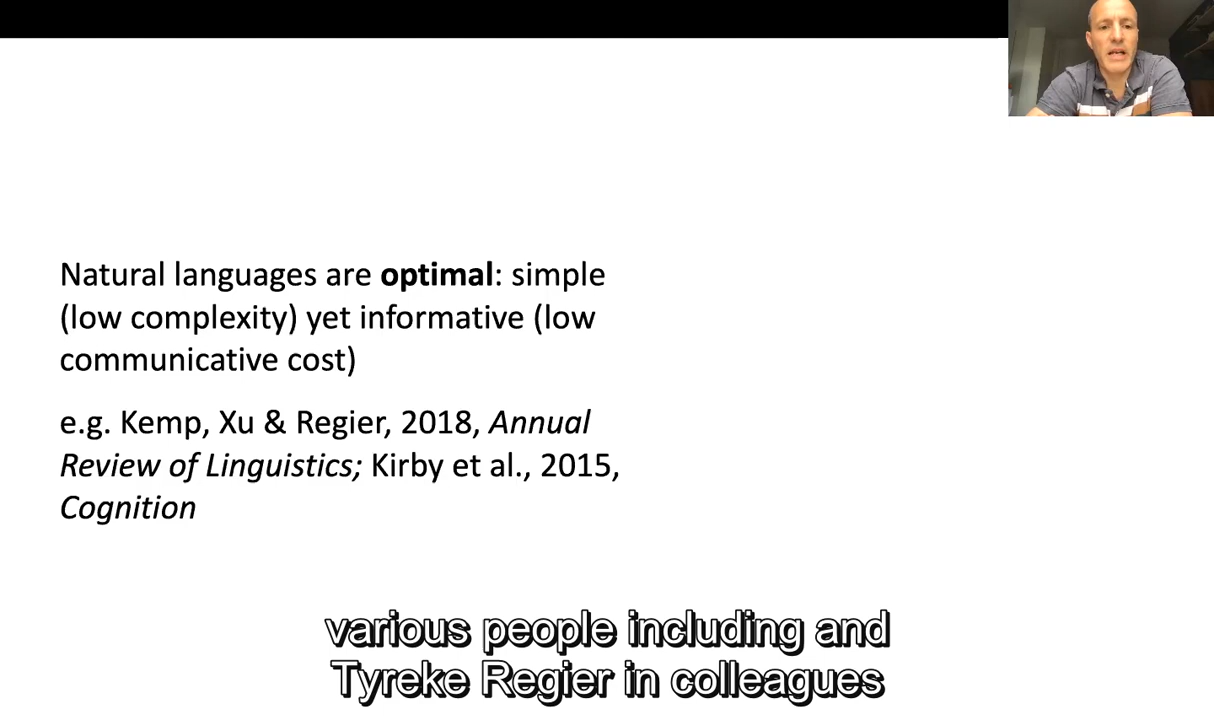 Natural languages are optimal: simple
(low complexity) yet informative (low
communicative cost)
e.g. Kemp, Xu & Regier, 2018, Annual
Review of Linguistics; Kirby et al., 2015,
Cognition
various people including and
Tyreke Regier in colleagues